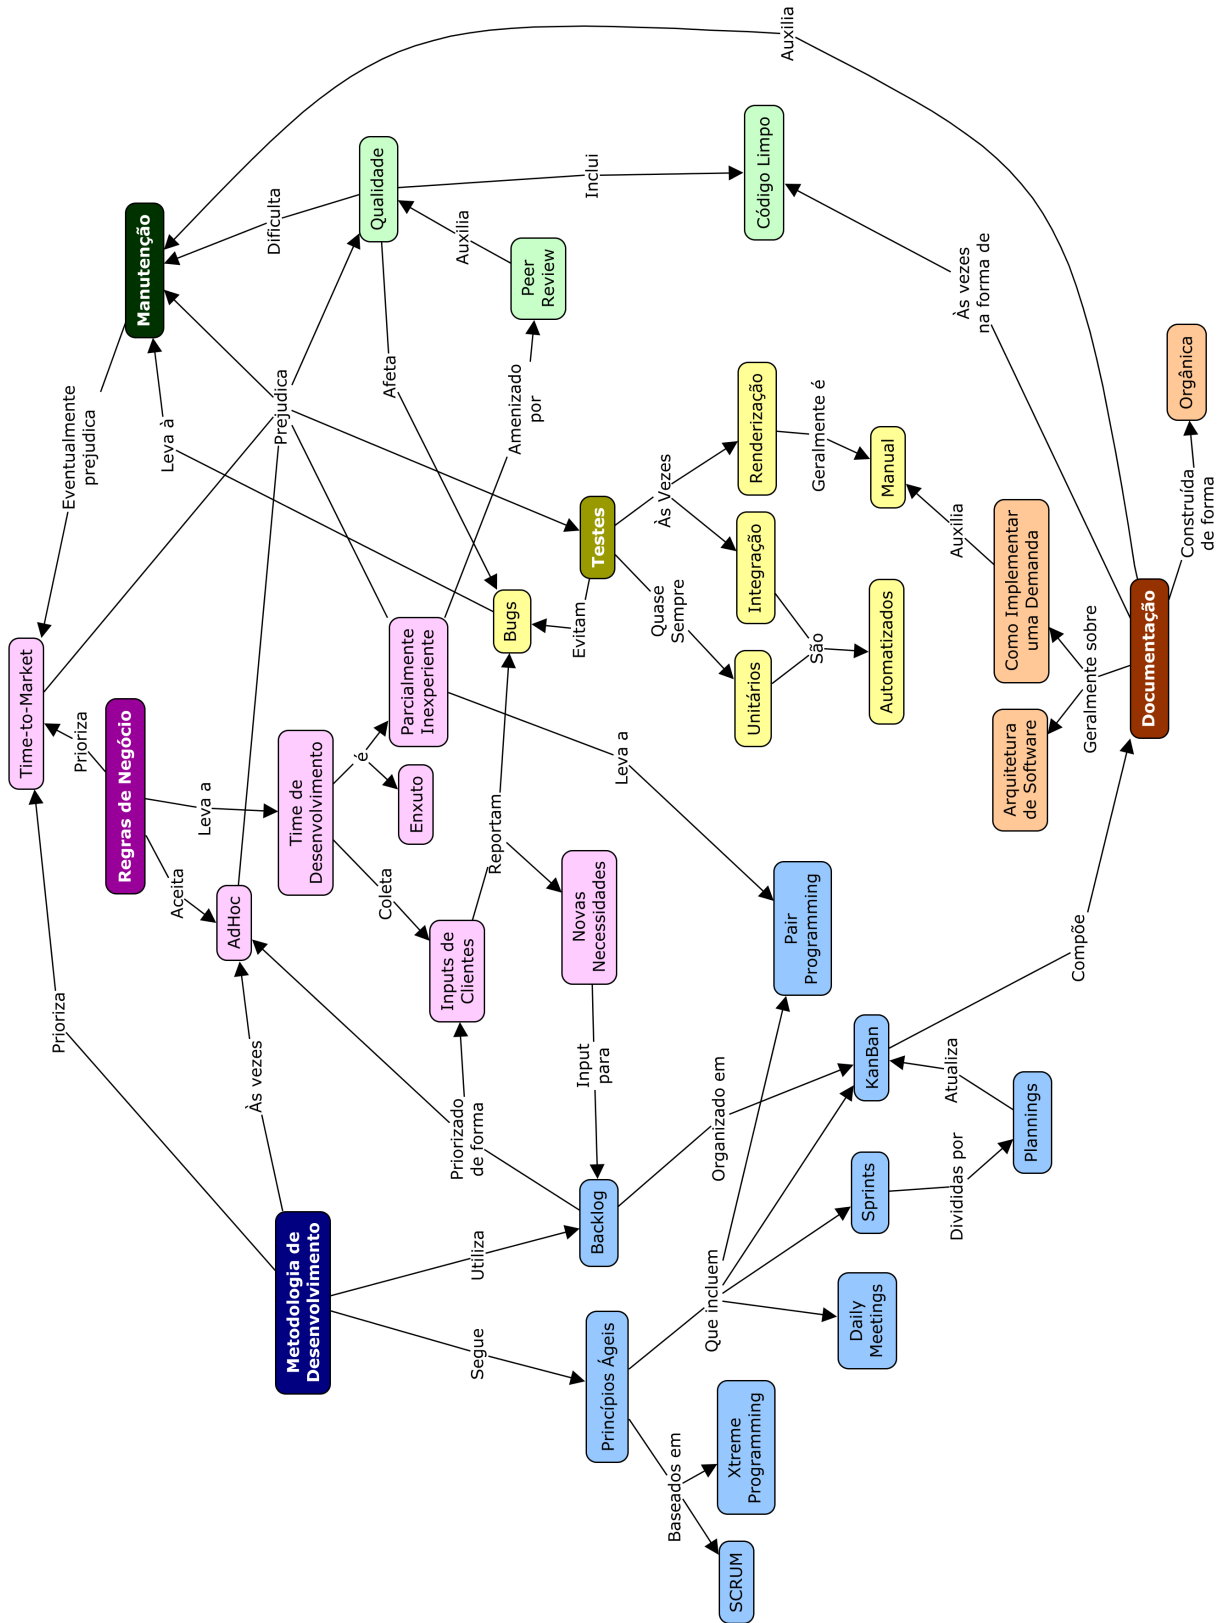 Metodologia de
Desenvolvimento
Regras de Negócio
Manutenção
Time-to-Market
Prioriza
Prioriza
Eventualmente
prejudica
Aceita
Leva a
Leva à
Dificulta
Auxilia
AdHoc
Às vezes
Prejudica
Time de
Desenvolvimento
é
Enxuto
Parcialmente
Inexperiente
Coleta
Inputs de
Clientes
Priorizado
de forma
Reportam
Afeta
Qualidade
Auxilia
Peer
Review
Amenizado
por
Inclui
Código Limpo
Segue
Utiliza
Input
para
Novas
Necessidades
Bugs
Evitam
Testes
Leva a
Princípios Ágeis
Backlog
Quase
Sempre
Às Vezes
Baseados em
Que incluem
Organizado em
SCRUM
Xtreme
Programming
Pair
Programming
Unitários
Integração
Renderização
São
Geralmente é
Daily
Meetings
Sprints
KanBan
Automatizados
Manual
Divididas por
Atualiza
Auxilia
Às vezes
na forma de
Plannings
Compõe
Arquitetura
de Software
Como Implementar
uma Demanda
Geralmente sobre
Documentação
Construída
de forma
Orgânica